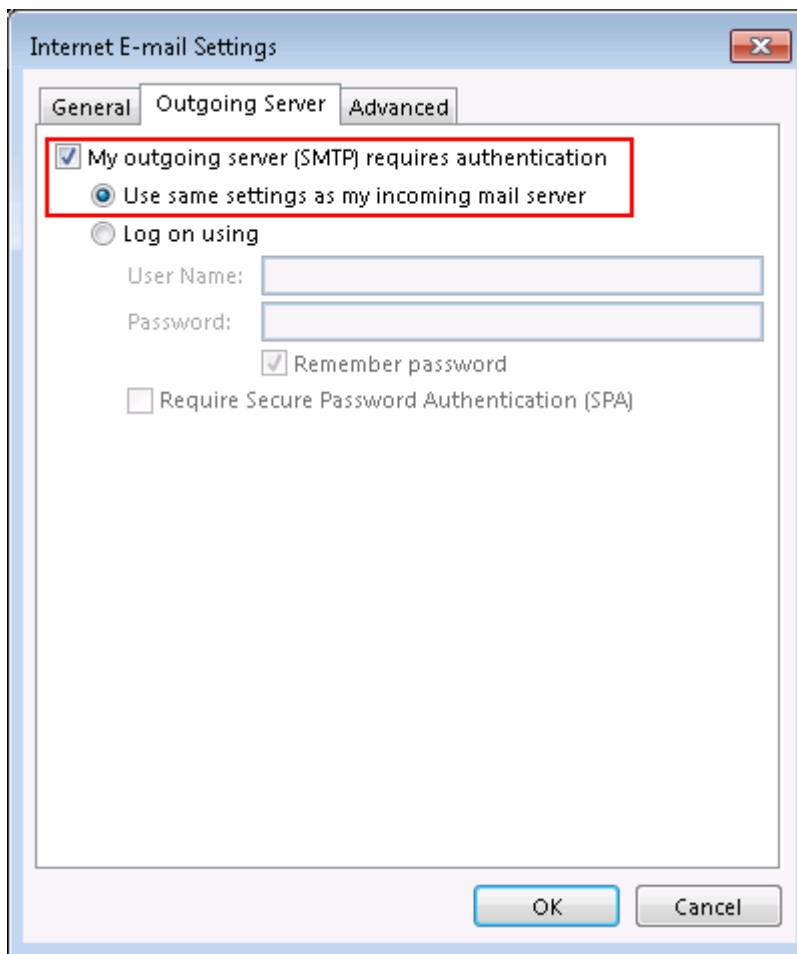 Internet E-mail Settings
General Outgoing Server Advanced
My outgoing server (SMTP) requires authentication
Use same settings as my incoming mail server
Log on using
User Name:
Password:
Remember password
Require Secure Password Authentication (SPA)
OK Cancel